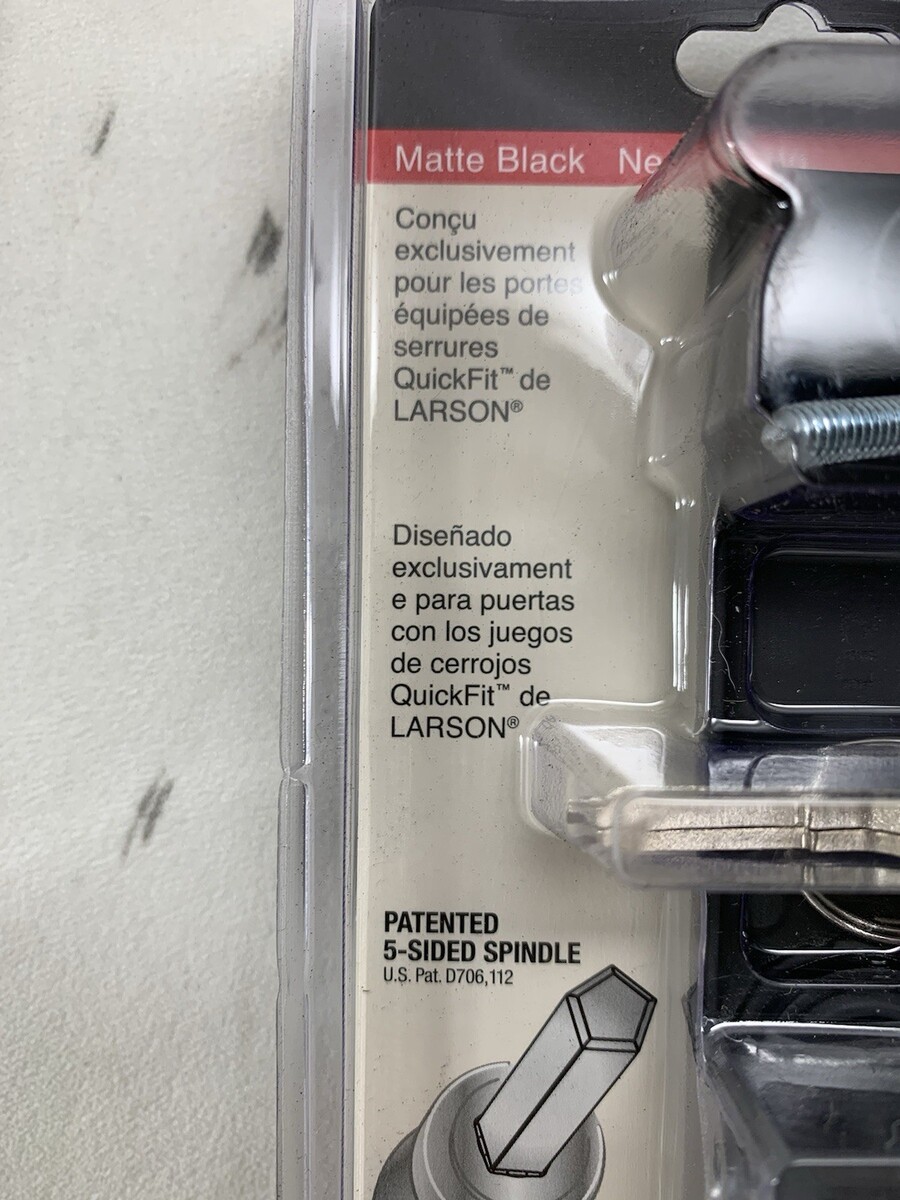 Matte Black Ne
Conçu
exclusivement
pour les portes
équipées de
serrures
QuickFit™ de
LARSON®
Diseñado
exclusivament
e para puertas
con los juegos
de cerrojos
QuickFit™ de
LARSON®
PATENTED
5-SIDED SPINDLE
U.S. Pat. D706,112